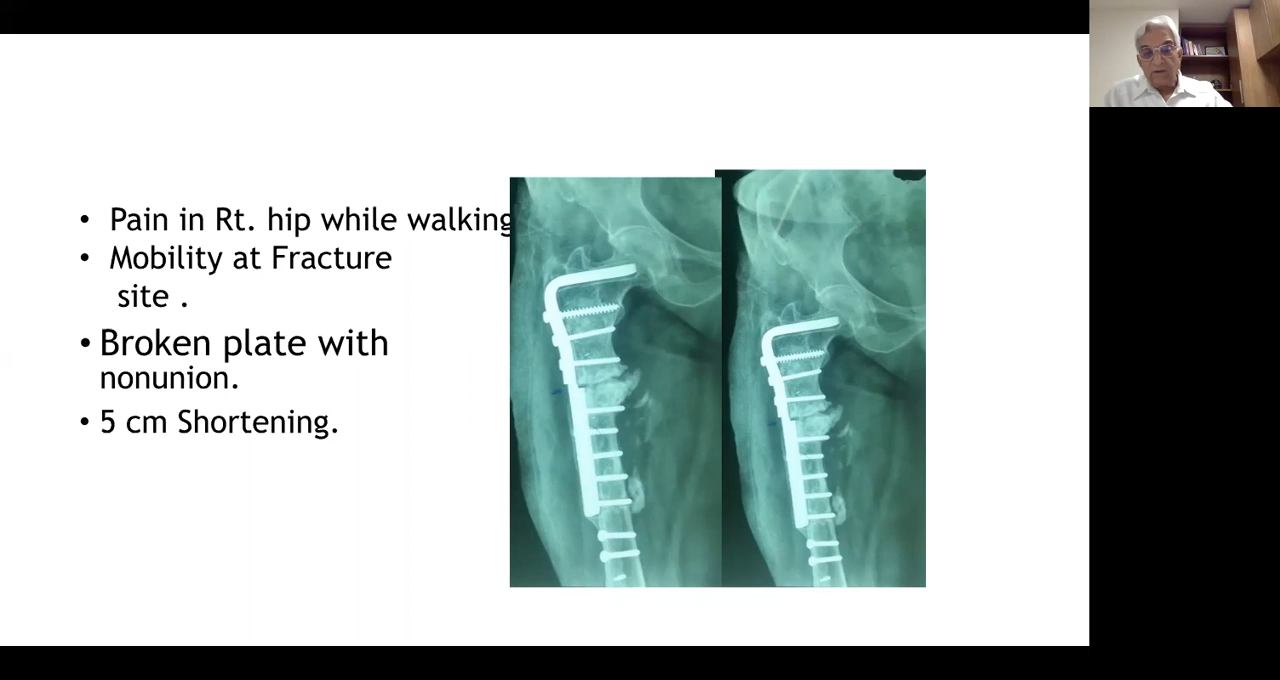 • Pain in Rt. hip while walking
• Mobility at Fracture
site .
• Broken plate with
nonunion.
• 5 cm Shortening.